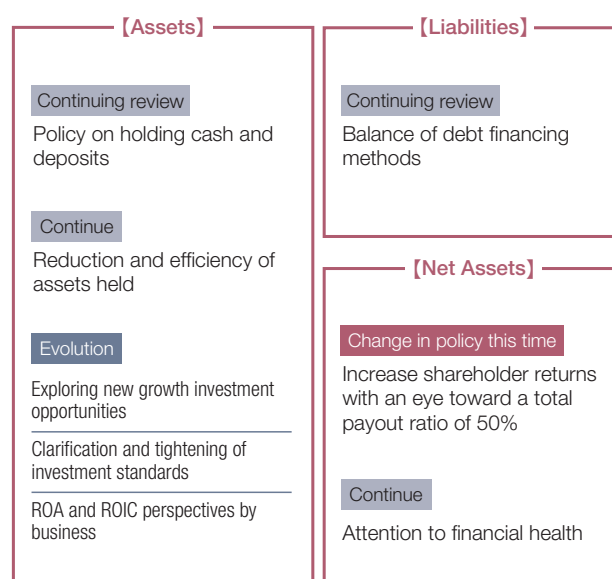 【Assets】
Continuing review
Policy on holding cash and
deposits
Continue
Reduction and efficiency of
assets held
Evolution
Exploring new growth investment
opportunities
Clarification and tightening of
investment standards
ROA and ROIC perspectives by
business
【Liabilities】
Continuing review
Balance of debt financing
methods
【Net Assets】
Change in policy this time
Increase shareholder returns
with an eye toward a total
payout ratio of 50%
Continue
Attention to financial health